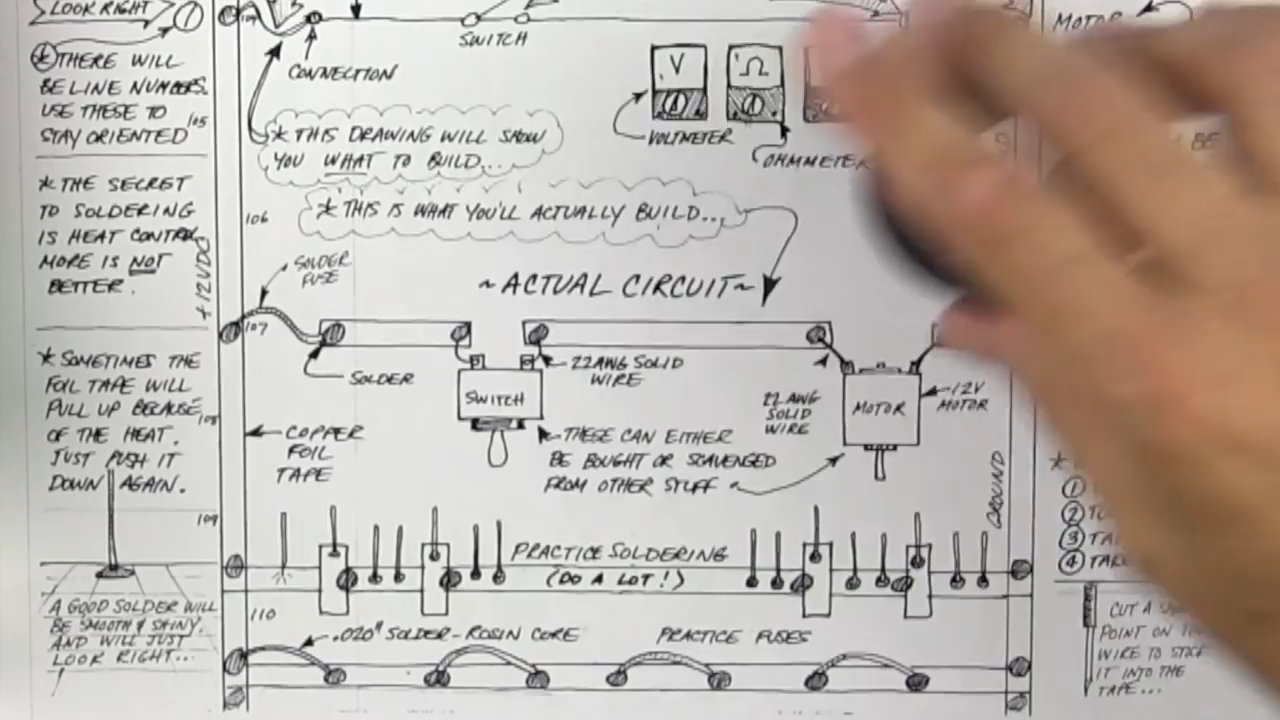 LOOK RIGHT
1
104
SWITCH
MOTOR
* THERE WILL
BE LINE NUMBERS.
USE THESE TO
STAY ORIENTED
105
CONNECTION
V
Ω
VOLTMETER
OHMMETER
* THIS DRAWING WILL SHOW
YOU WHAT TO BUILD...
BE
* THE SECRET
TO SOLDERING
IS HEAT CONTROL
MORE IS NOT
BETTER.
+12VDC
106
* THIS IS WHAT YOU'LL ACTUALLY BUILD...
SOLDER
FUSE
~ACTUAL CIRCUIT~
107
SOLDER
22AWG SOLID
WIRE
SWITCH
22 AWG
SOLID
WIRE
MOTOR
12V
MOTOR
* SOMETIMES THE
FOIL TAPE WILL
PULL UP BECAUSE
OF THE HEAT.
JUST PUSH IT
DOWN AGAIN.
108
COPPER
FOIL
TAPE
THESE CAN EITHER
BE BOUGHT OR SCAVENGED
FROM OTHER STUFF
GROUND
*
1
2
3
4
109
PRACTICE SOLDERING
(DO A LOT!)
A GOOD SOLDER WILL
BE SMOOTH & SHINY,
AND WILL JUST
LOOK RIGHT...
110
.020" SOLDER-ROSIN CORE
PRACTICE FUSES
CUT A
POINT ON
WIRE TO
IT INTO THE
TAPE...